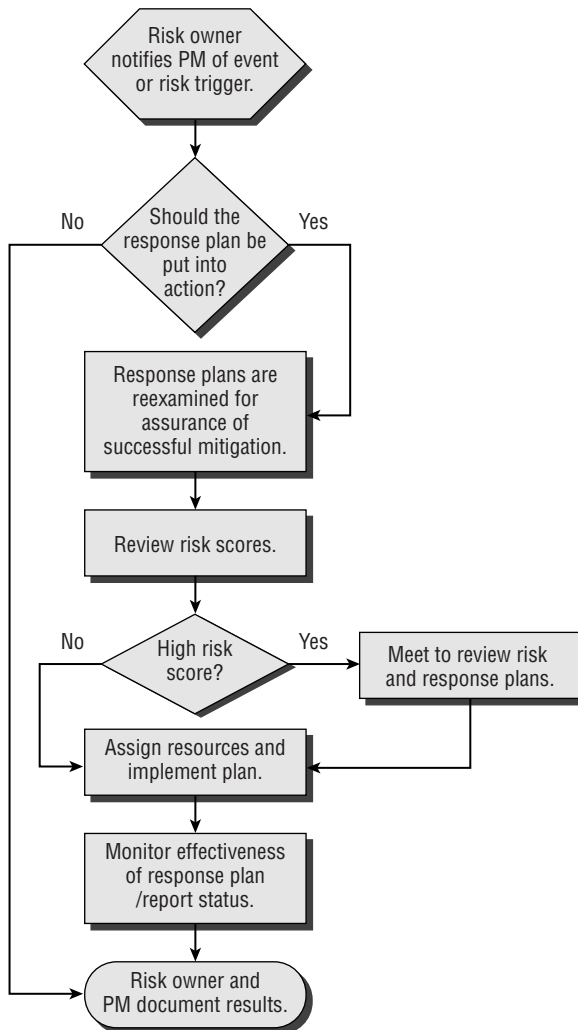 Risk owner
notifies PM of event
or risk trigger.
No
Should the
response plan be
put into
action?
Yes
Response plans are
reexamined for
assurance of
successful mitigation.
Review risk scores.
No
High risk
score?
Yes
Meet to review risk
and response plans.
Assign resources and
implement plan.
Monitor effectiveness
of response plan
/report status.
Risk owner and
PM document results.